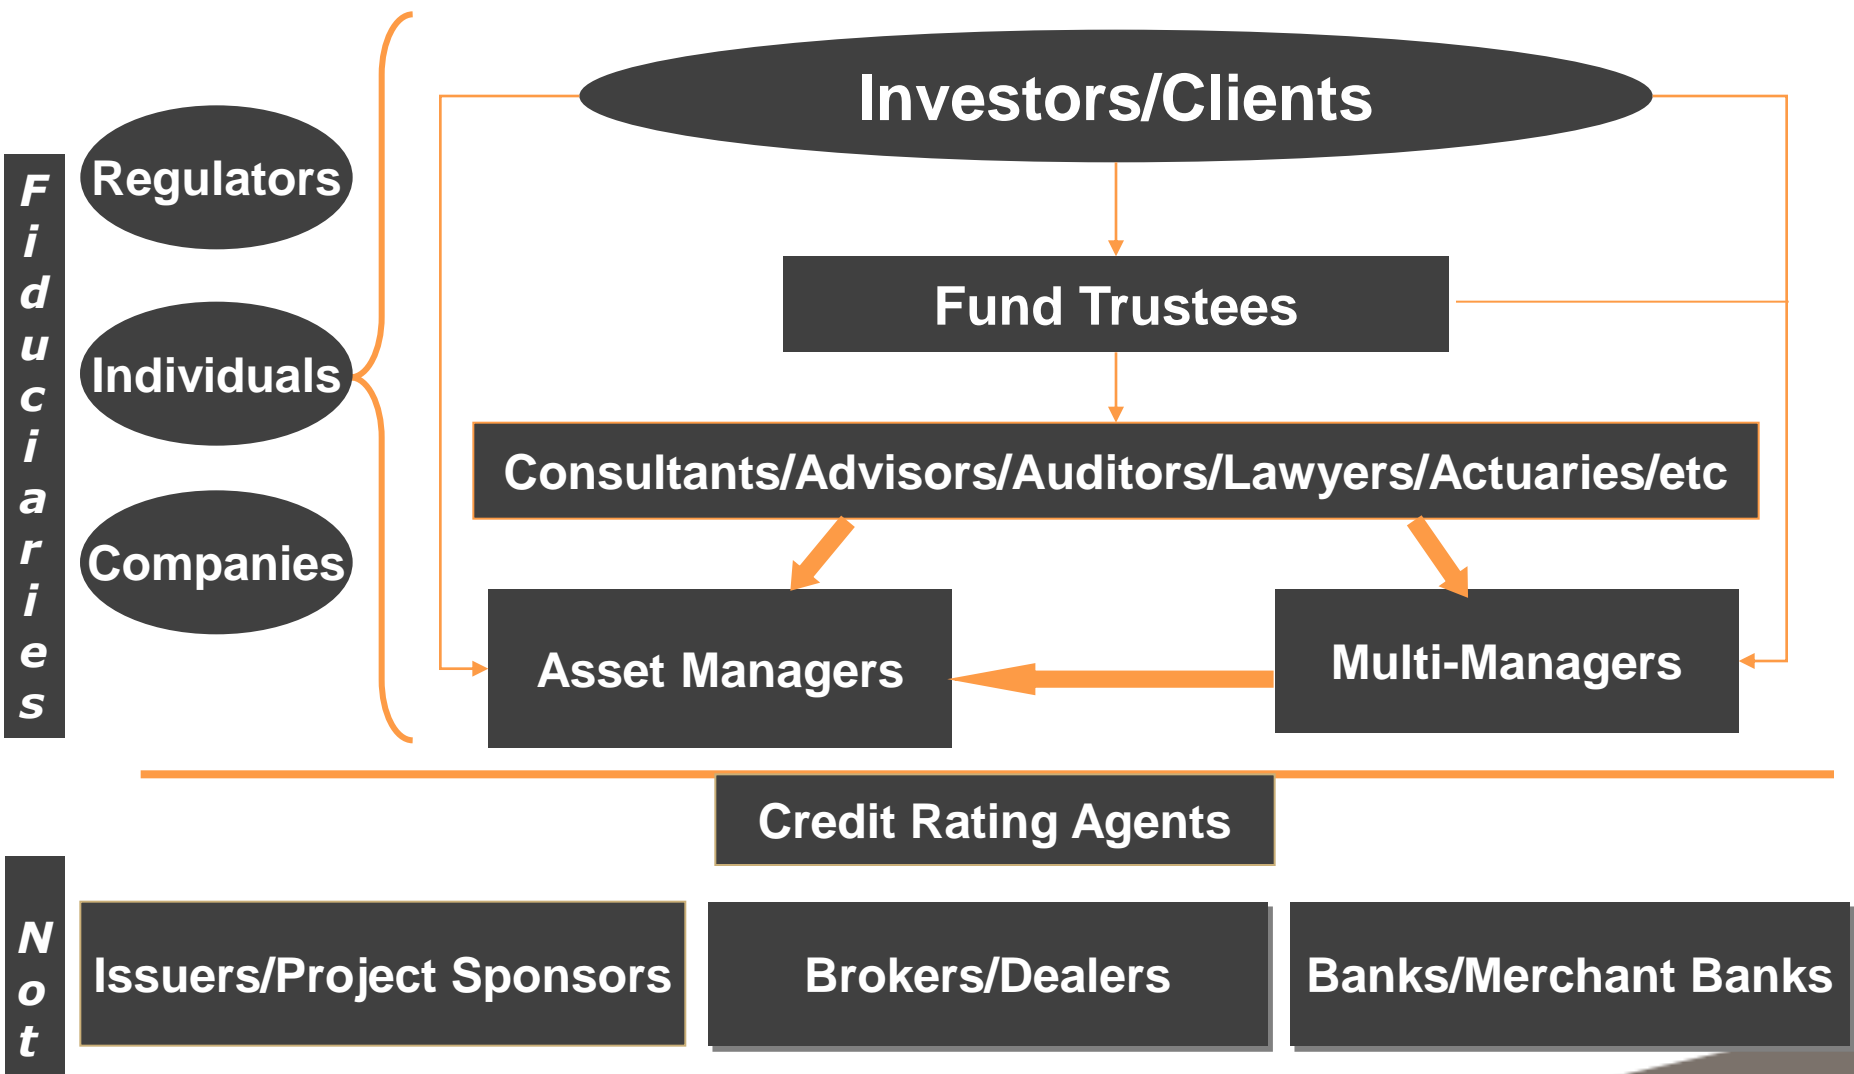 Fiduciaries
Regulators
Individuals
Companies
Investors/Clients
Fund Trustees
Consultants/Advisors/Auditors/Lawyers/Actuaries/etc
Asset Managers
Multi-Managers
Credit Rating Agents
Not
Issuers/Project Sponsors
Brokers/Dealers
Banks/Merchant Banks